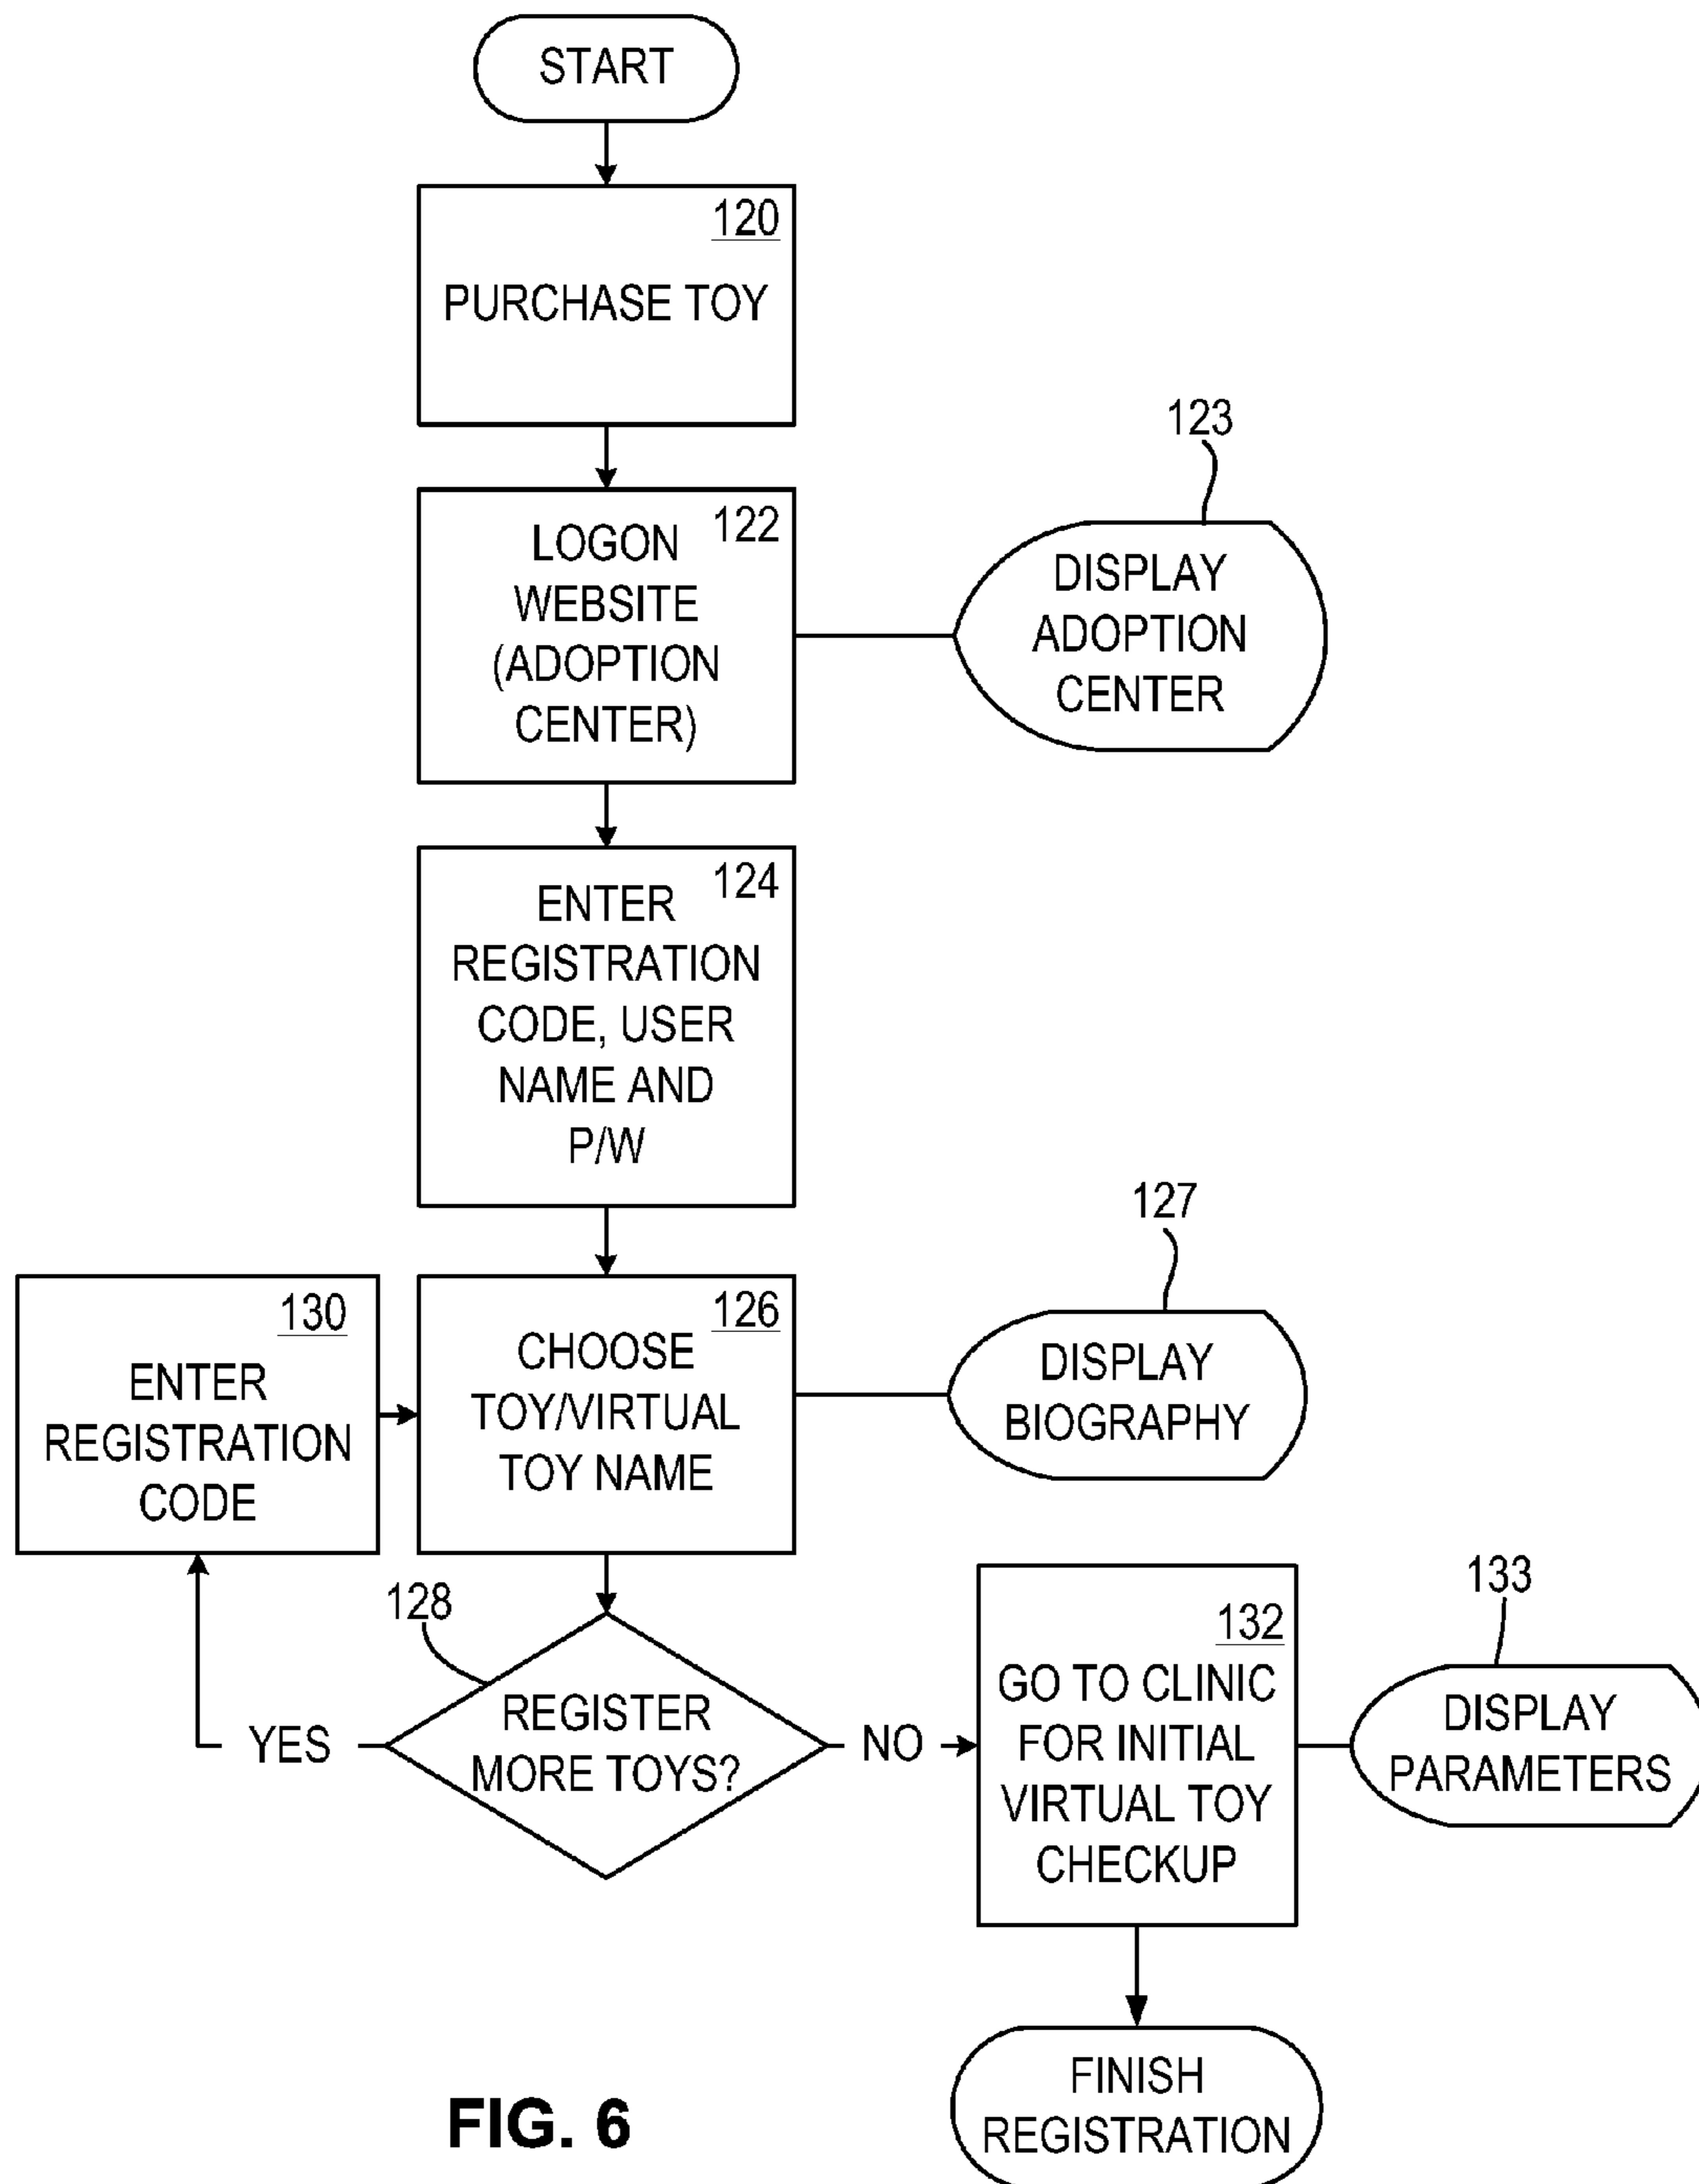 START
120
PURCHASE TOY
122
LOGON
WEBSITE
(ADOPTION
CENTER)
123
DISPLAY
ADOPTION
CENTER
124
ENTER
REGISTRATION
CODE, USER
NAME AND
P/W
130
ENTER
REGISTRATION
CODE
126
CHOOSE
TOY/VIRTUAL
TOY NAME
127
DISPLAY
BIOGRAPHY
128
REGISTER
MORE TOYS?
YES
NO
132
GO TO CLINIC
FOR INITIAL
VIRTUAL TOY
CHECKUP
133
DISPLAY
PARAMETERS
FINISH
REGISTRATION
FIG. 6